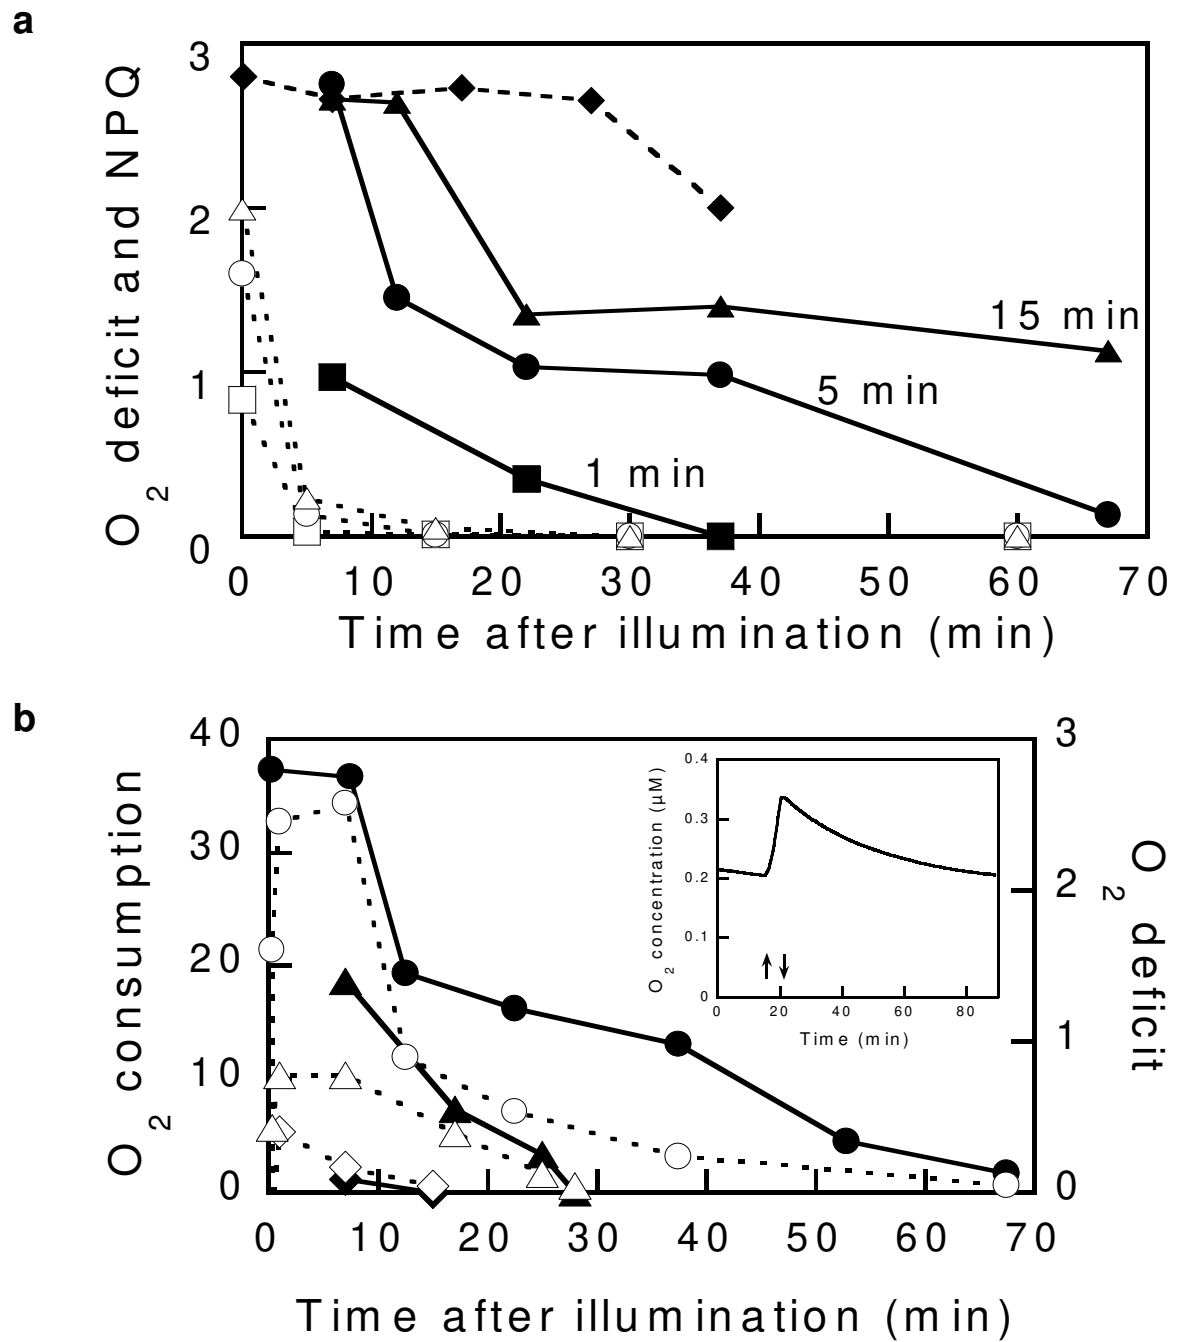 a
O2 deficit and NPQ
3
2
1
0
15 min
5 min
1 min
0 10 20 30 40 50 60 70
Time after illumination (min)
b
O2 consumption
40
30
20
10
0
O2 concentration (µM)
0.4
0.3
0.2
0.1
0
0 20 40 60 80
Time (min)
3
2
1
0
O2 deficit
0 10 20 30 40 50 60 70
Time after illumination (min)